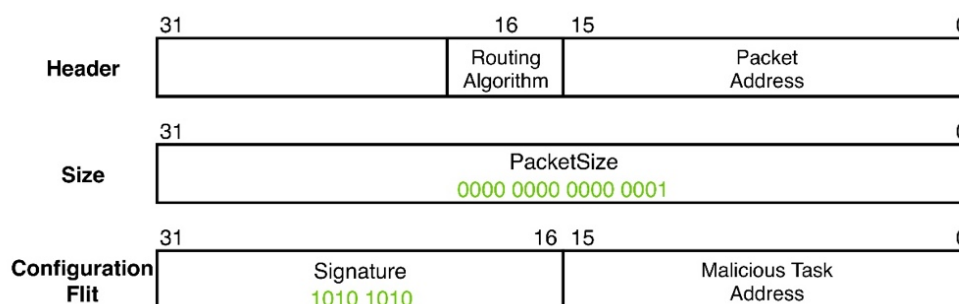 31 16 15
Header
Routing Algorithm
Packet Address
31
Size
PacketSize
0000 0000 0000 0001
31 16 15
Configuration Flit
Signature
1010 1010
Malicious Task Address